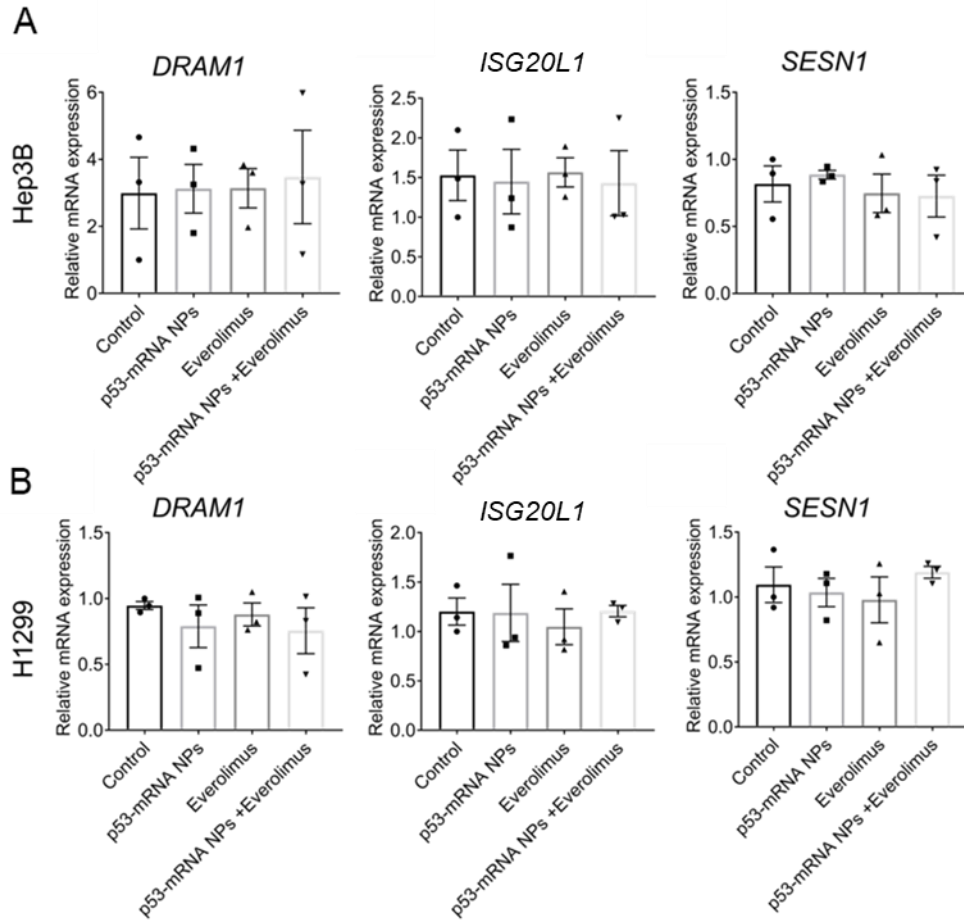 A
Hep3B
DRAM1
Relative mRNA expression
6
4
2
0
Control
p53-mRNA NPs
Everolimus
p53-mRNA NPs +Everolimus
ISG20L1
Relative mRNA expression
2.5
2.0
1.5
1.0
0.5
0.0
Control
p53-mRNA NPs
Everolimus
p53-mRNA NPs +Everolimus
SESN1
Relative mRNA expression
1.5
1.0
0.5
0.0
Control
p53-mRNA NPs
Everolimus
p53-mRNA NPs +Everolimus
B
H1299
DRAM1
Relative mRNA expression
1.5
1.0
0.5
0.0
Control
p53-mRNA NPs
Everolimus
p53-mRNA NPs +Everolimus
ISG20L1
Relative mRNA expression
2.0
1.5
1.0
0.5
0.0
Control
p53-mRNA NPs
Everolimus
p53-mRNA NPs +Everolimus
SESN1
Relative mRNA expression
1.5
1.0
0.5
0.0
Control
p53-mRNA NPs
Everolimus
p53-mRNA NPs +Everolimus